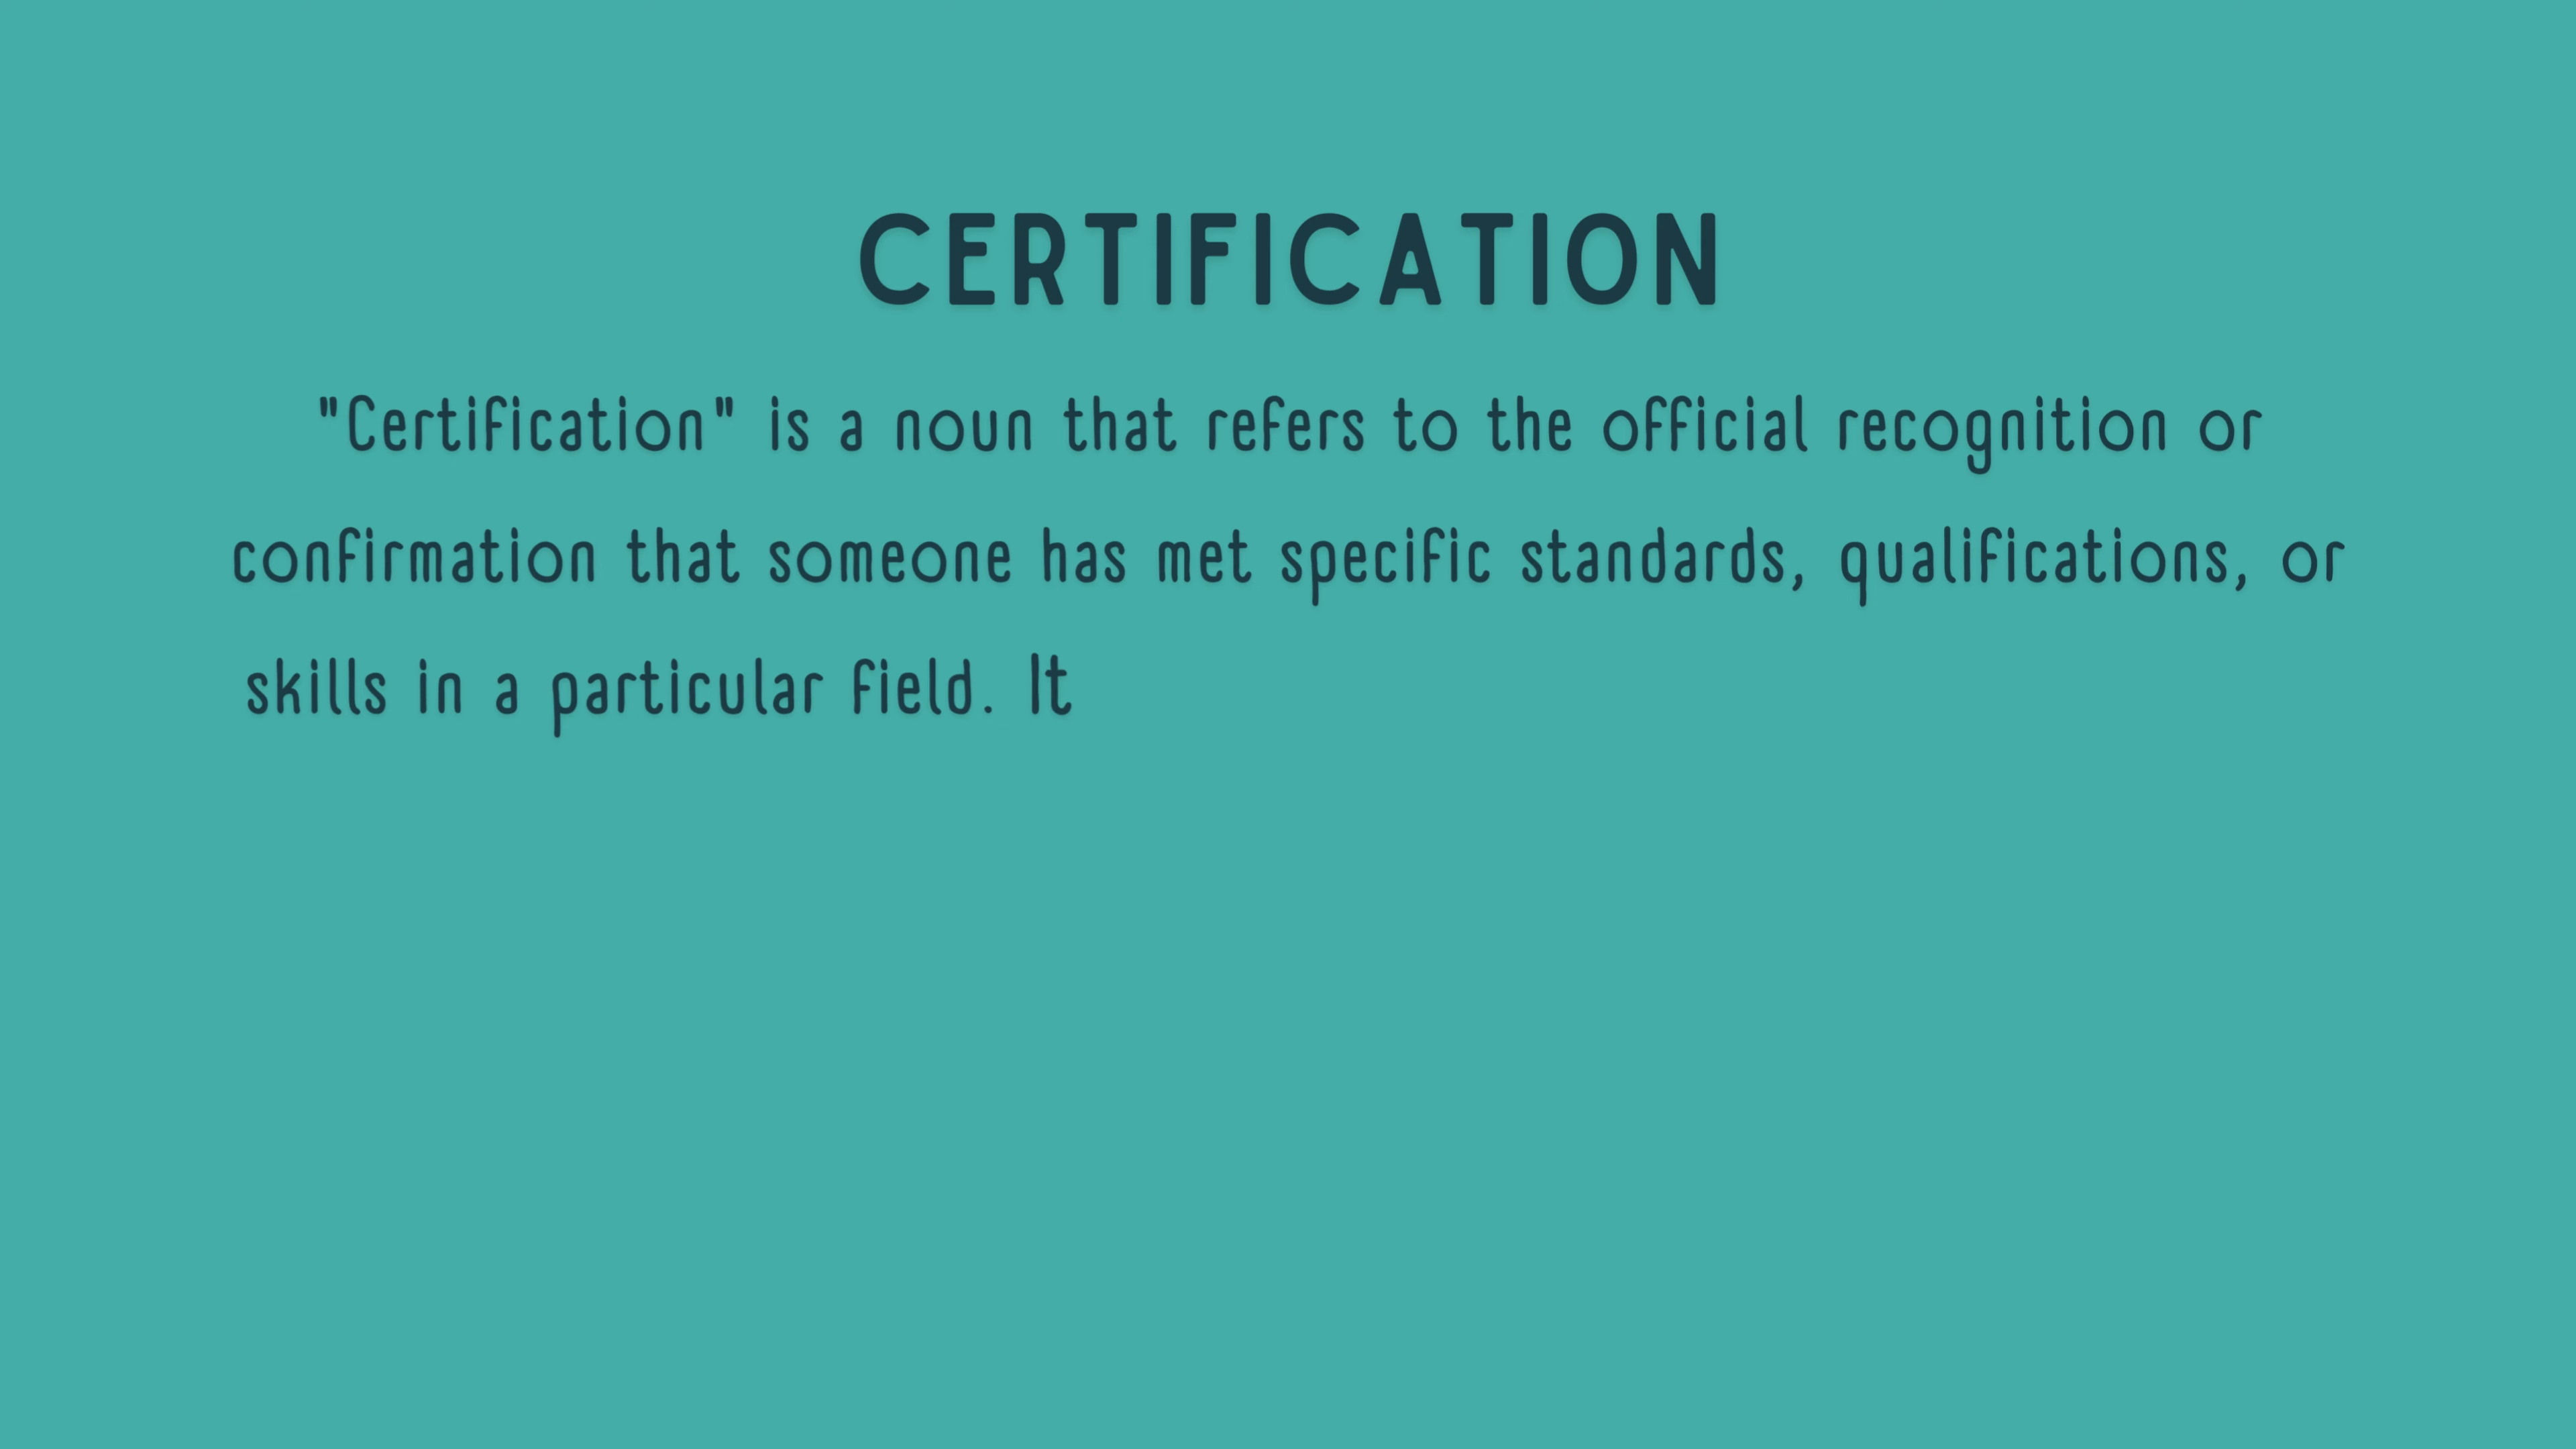 CERTIFICATION
"Certification" is a noun that refers to the official recognition or
confirmation that someone has met specific standards, qualifications, or
skills in a particular field. It